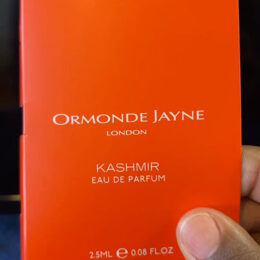 ORMONDE JAYNE
LONDON
KASHMIR
EAU DE PARFUM
2.5ML ℮ 0.08 FL.OZ